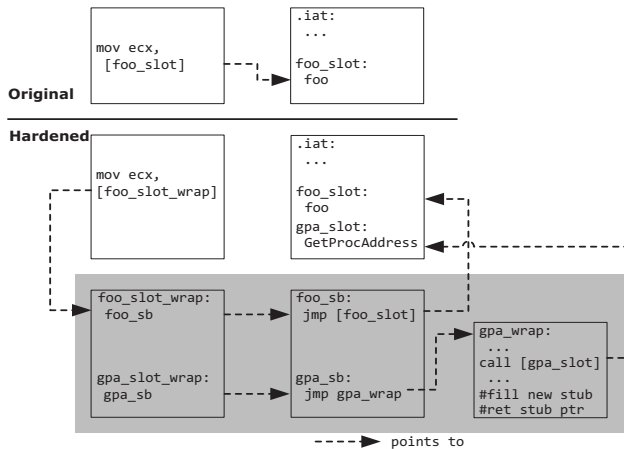 mov ecx,
[foo_slot]
.iat:
...
foo_slot:
foo
Original
Hardened
mov ecx,
[foo_slot_wrap]
.iat:
...
foo_slot:
foo
gpa_slot:
GetProcAddress
foo_slot_wrap:
foo_sb
gpa_slot_wrap:
gpa_sb
foo_sb:
jmp [foo_slot]
gpa_sb:
jmp gpa_wrap
gpa_wrap:
...
call [gpa_slot]
...
#fill new stub
#ret stub ptr
points to